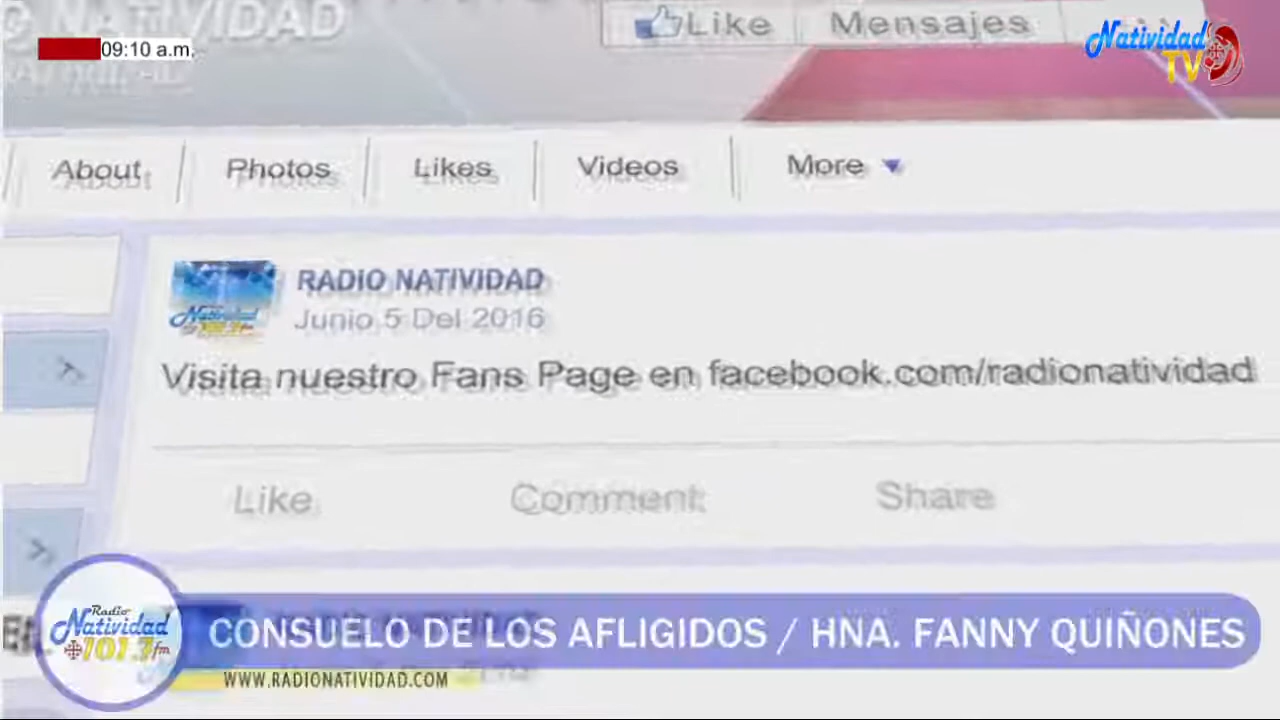 NATIVIDAD
Like
Mensajes
Natividad
TV
09:10 a.m.
About
Photos
Likes
Videos
More
RADIO NATIVIDAD
Junio 5 Del 2016
Visita nuestro Fans Page en facebook.com/radionatividad
Like
Comment
Share
Radio
Natividad
101.7 fm
CONSUELO DE LOS AFLIGIDOS / HNA. FANNY QUIÑONES
WWW.RADIONATIVIDAD.COM